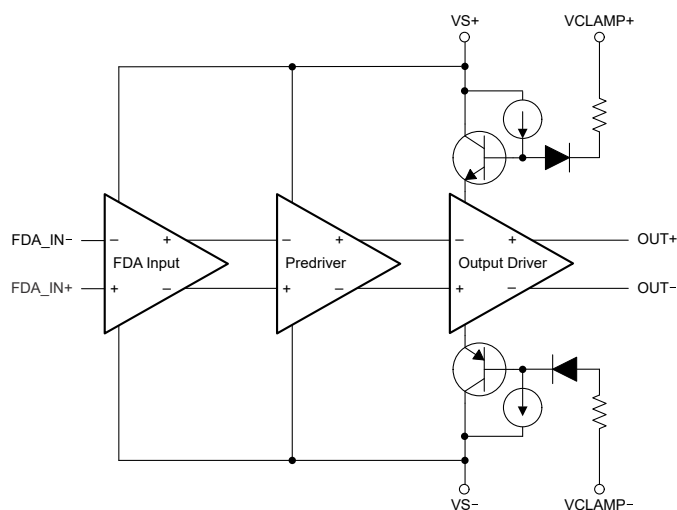 VS+
VCLAMP+
FDA_IN−
− + − + − +
OUT+
FDA Input
Predriver
Output Driver
FDA_IN+
+ − + − + −
OUT−
VS−
VCLAMP−